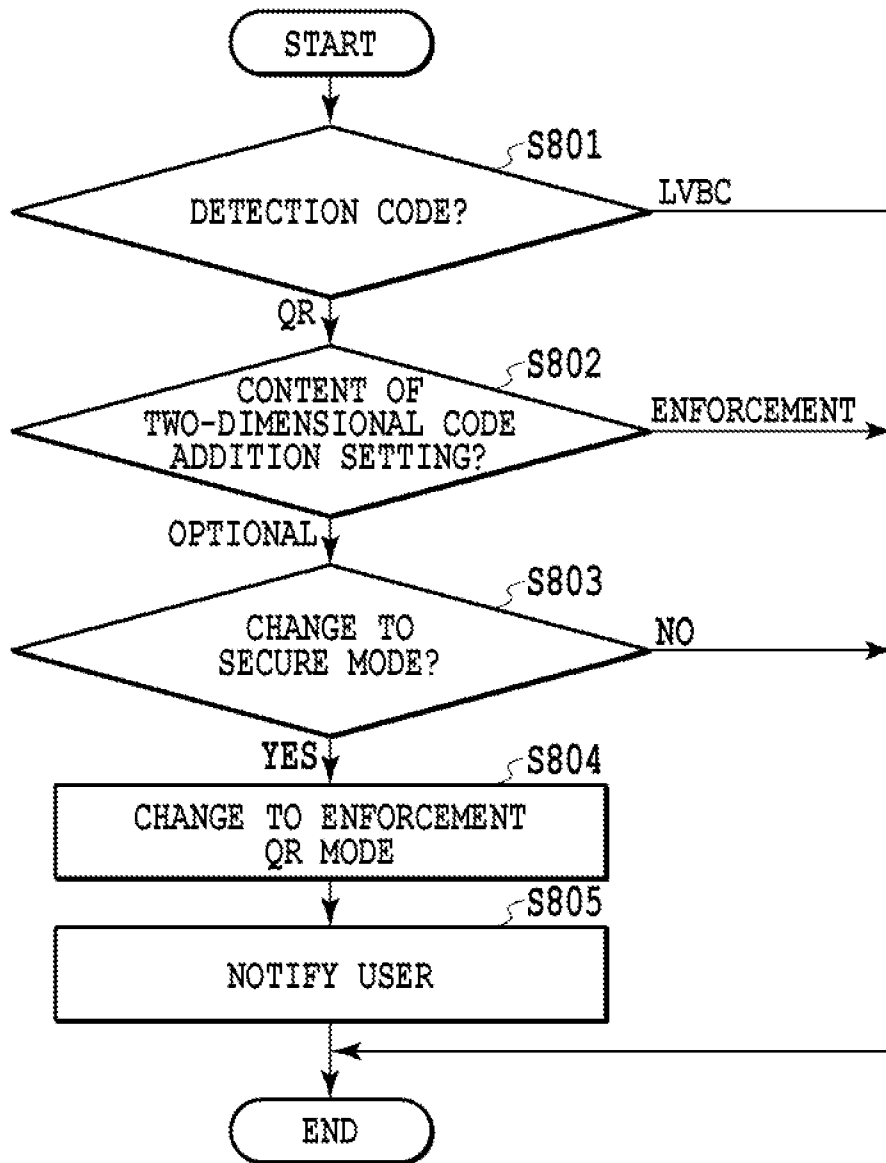 START
S801
DETECTION CODE?
LVBC
QR
S802
CONTENT OF
TWO-DIMENSIONAL CODE
ADDITION SETTING?
ENFORCEMENT
OPTIONAL
S803
CHANGE TO
SECURE MODE?
NO
YES
S804
CHANGE TO ENFORCEMENT
QR MODE
S805
NOTIFY USER
END